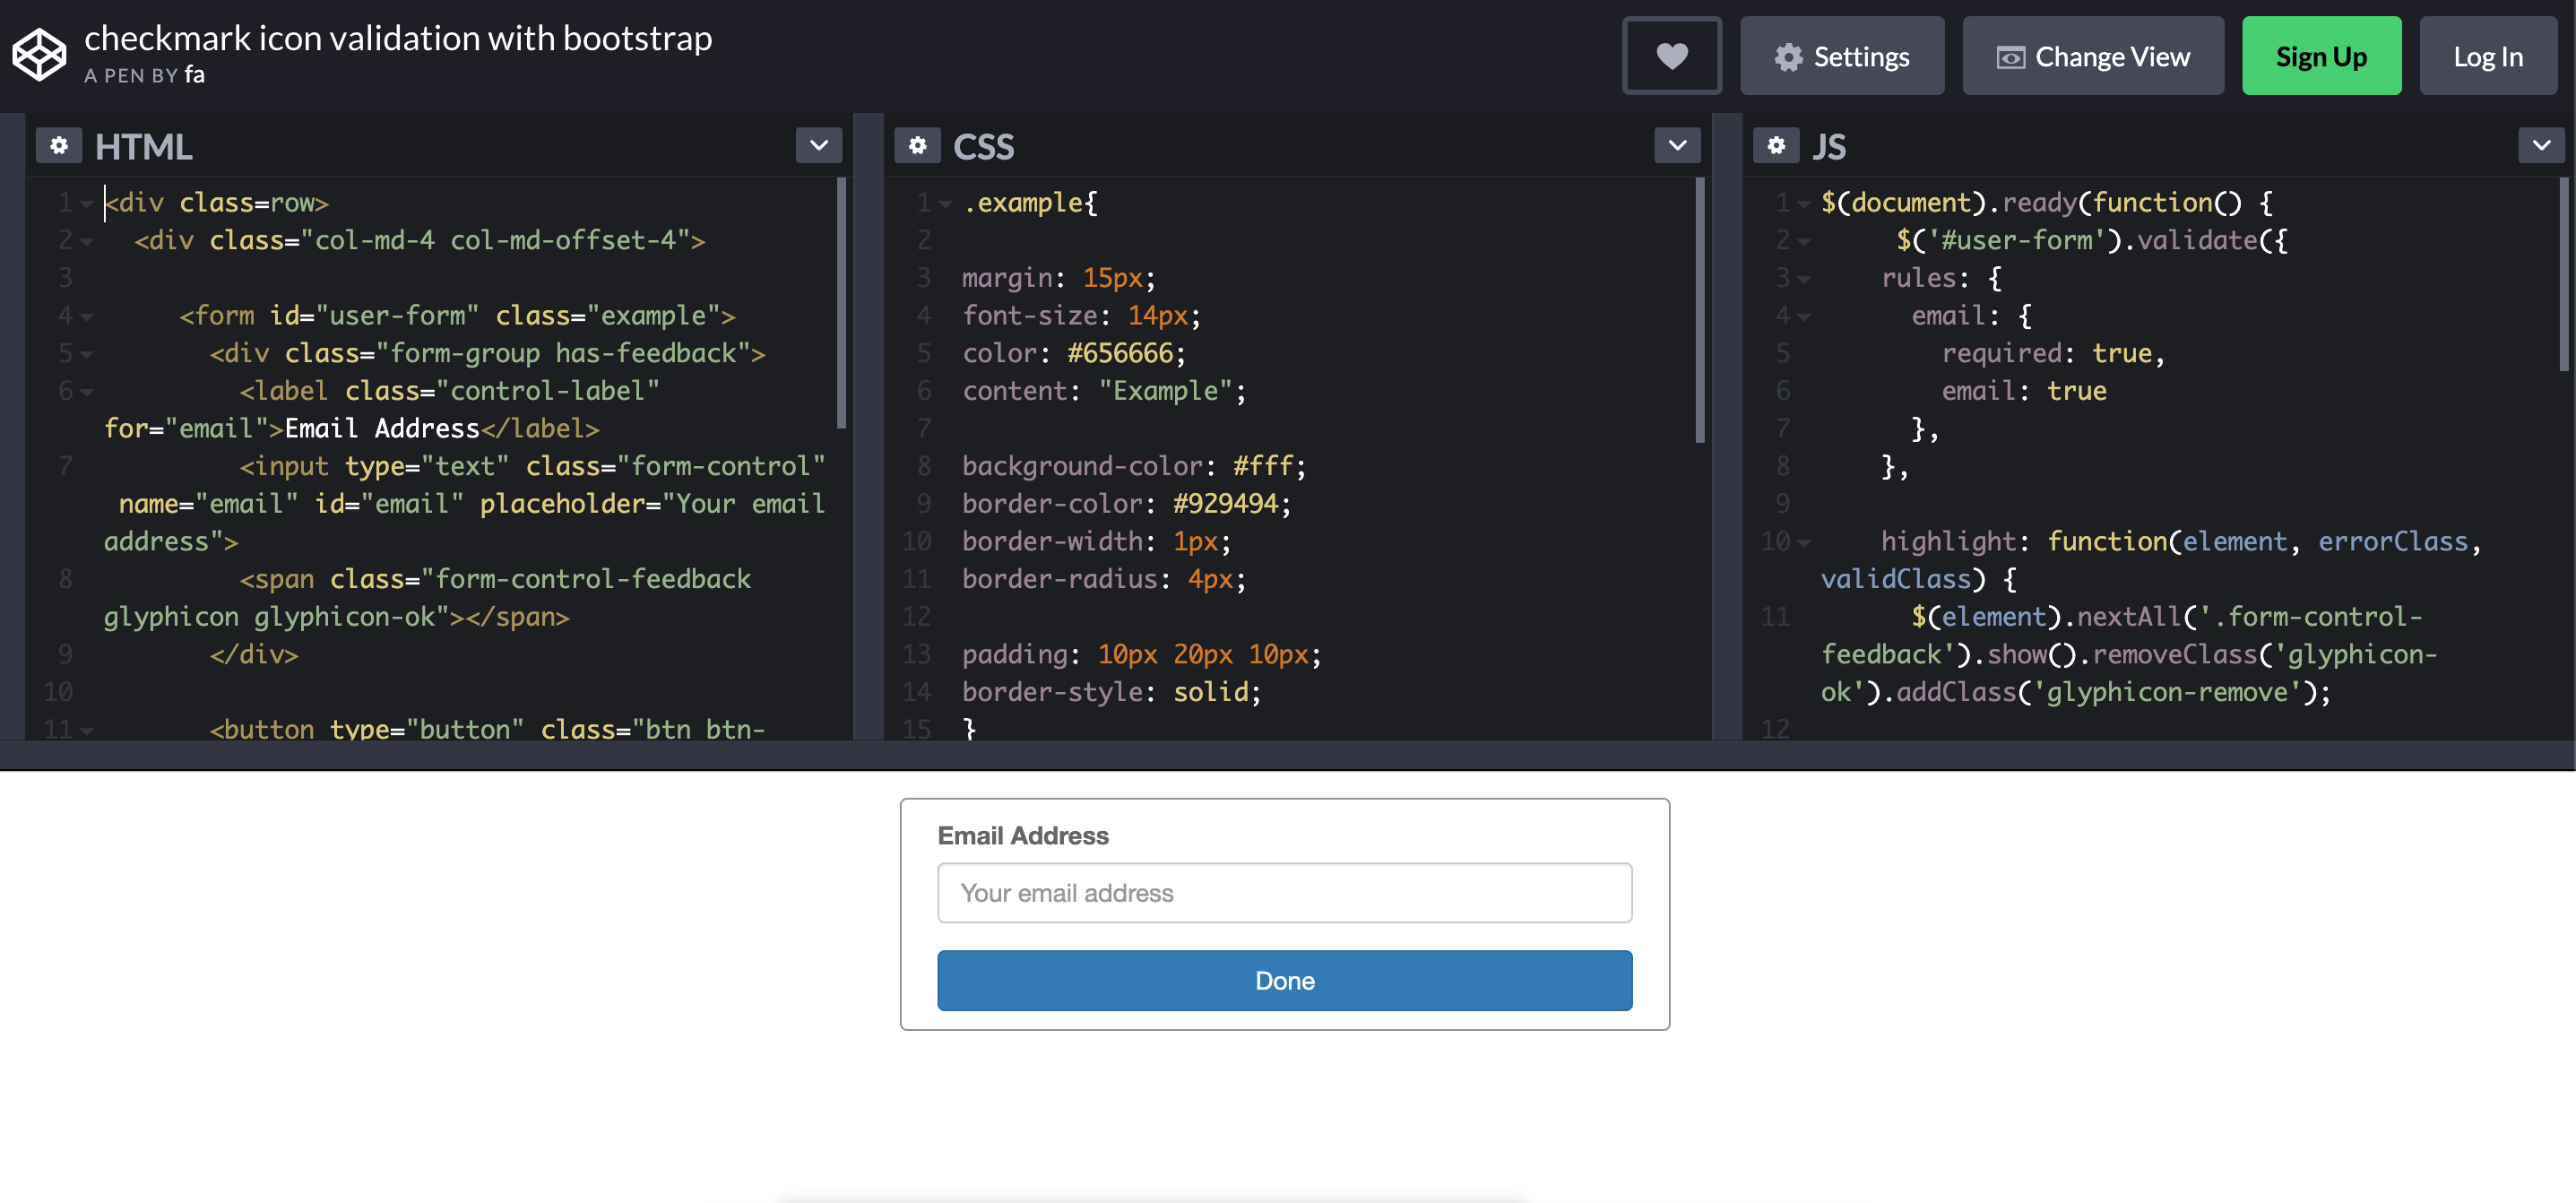 checkmark icon validation with bootstrap
A PEN BY fa
Settings
Change View
Sign Up
Log In
HTML
1 <div class=row>
2 <div class="col-md-4 col-md-offset-4">
3
4 <form id="user-form" class="example">
5 <div class="form-group has-feedback">
6 <label class="control-label"
for="email">Email Address</label>
7 <input type="text" class="form-control"
name="email" id="email" placeholder="Your email
address">
8 <span class="form-control-feedback
glyphicon glyphicon-ok"></span>
9 </div>
10
11 <button type="button" class="btn btn-
CSS
1 .example{
2
3 margin: 15px;
4 font-size: 14px;
5 color: #656666;
6 content: "Example";
7
8 background-color: #fff;
9 border-color: #929494;
10 border-width: 1px;
11 border-radius: 4px;
12
13 padding: 10px 20px 10px;
14 border-style: solid;
15 }
JS
1 $(document).ready(function() {
2 $('#user-form').validate({
3 rules: {
4 email: {
5 required: true,
6 email: true
7 },
8 },
9
10 highlight: function(element, errorClass,
validClass) {
11 $(element).nextAll('.form-control-
feedback').show().removeClass('glyphicon-
ok').addClass('glyphicon-remove');
12
Email Address
Your email address
Done